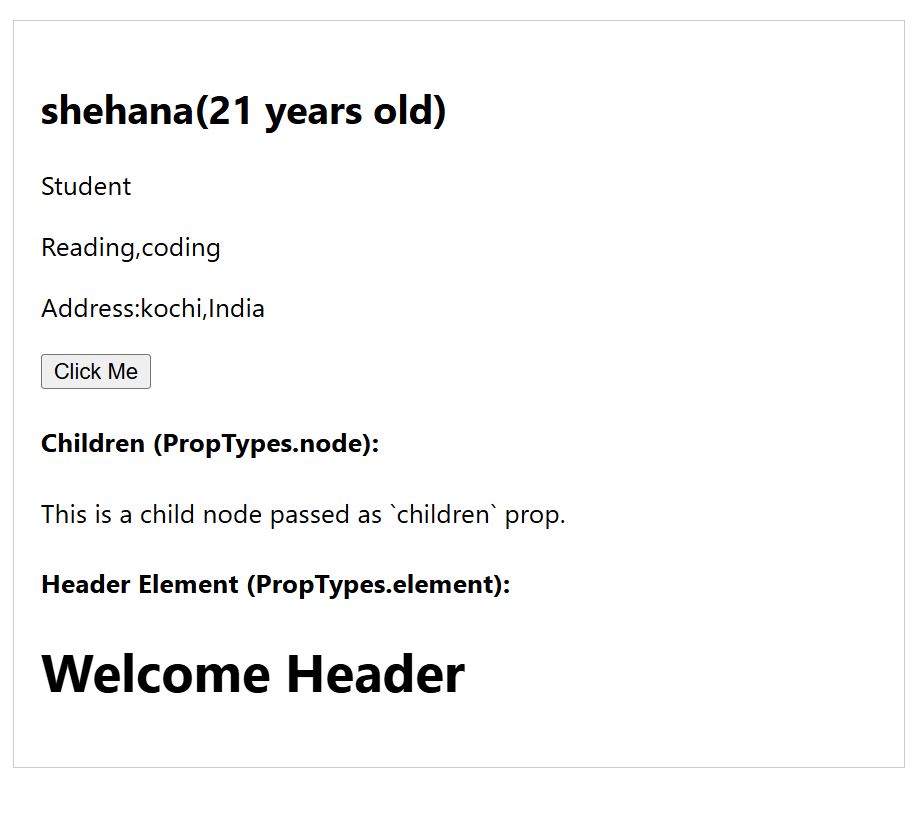 shehana(21 years old)
Student
Reading,coding
Address:kochi,India
Click Me
Children (PropTypes.node):
This is a child node passed as `children` prop.
Header Element (PropTypes.element):
Welcome Header